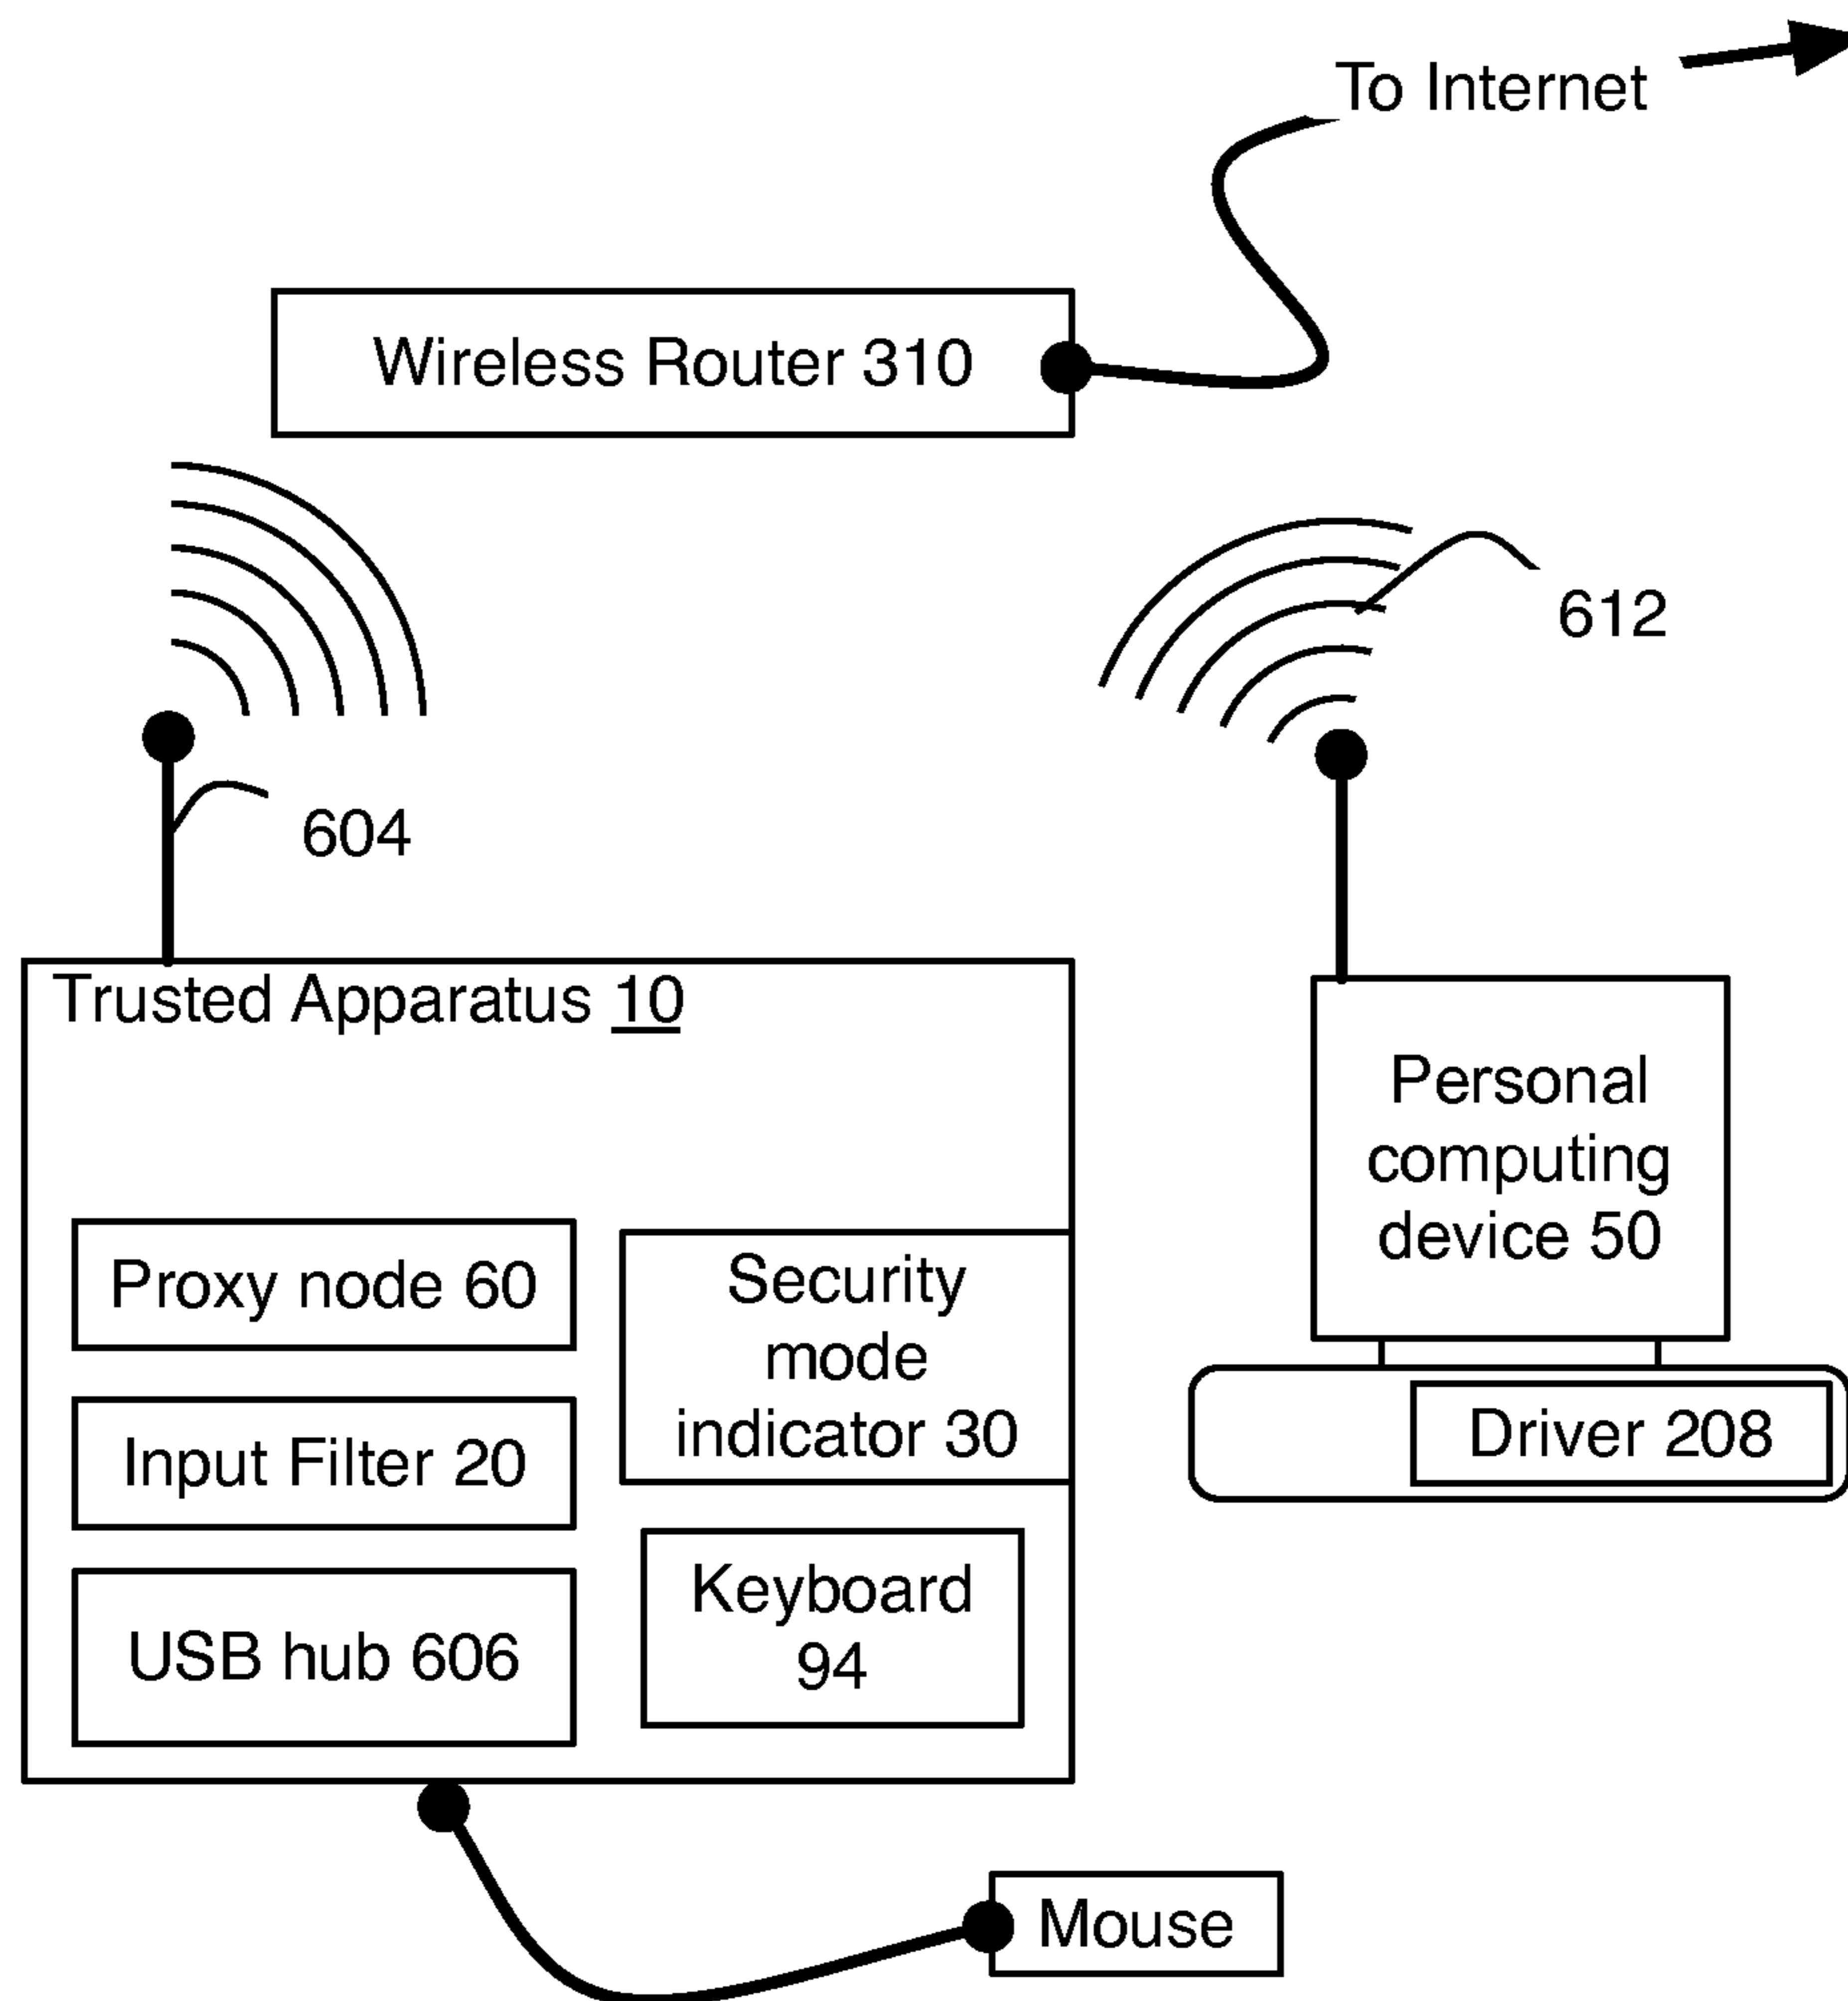 To Internet
Wireless Router 310
612
604
Trusted Apparatus 10
Personal
computing
device 50
Proxy node 60
Security
mode
indicator 30
Input Filter 20
Driver 208
USB hub 606
Keyboard
94
Mouse